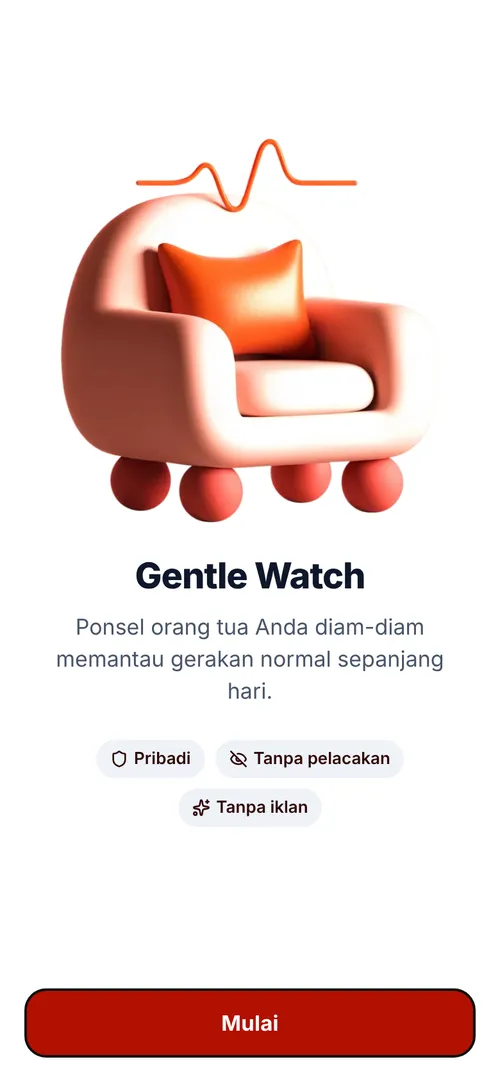 Gentle Watch
Ponsel orang tua Anda diam-diam
memantau gerakan normal sepanjang
hari.
Pribadi
Tanpa pelacakan
Tanpa iklan
Mulai